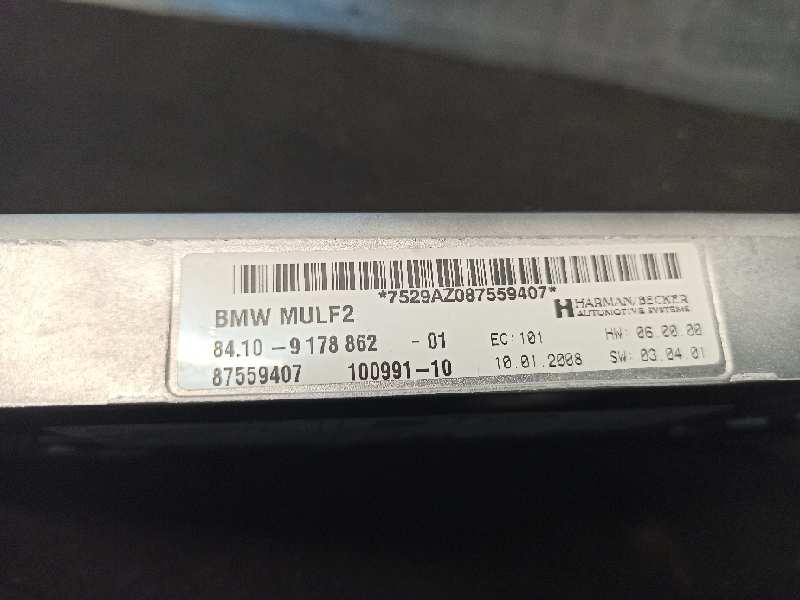 *7529AZ087559407*
BMW MULF2
HARMAN/BECKER
AUTOMOTIVE SYSTEMS
84.10 - 9 178 862 - 01 EC: 101 HW: 06.00.00
87559407 100991-10 10.01.2008 SW: 03.04.01